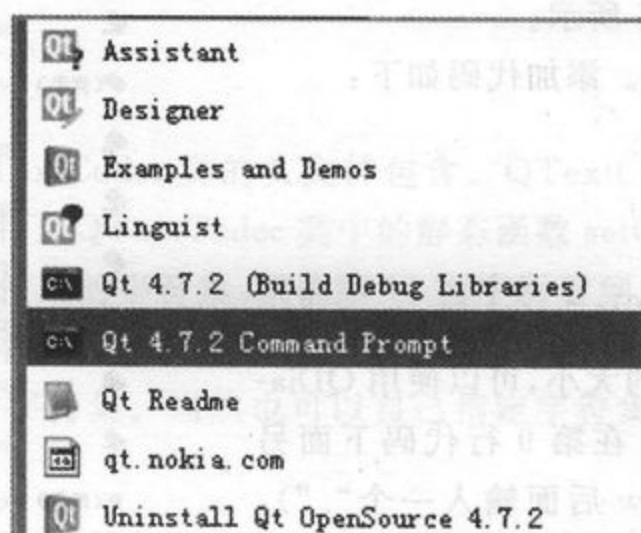 Assistant
Designer
Examples and Demos
Linguist
Qt 4.7.2 (Build Debug Libraries)
Qt 4.7.2 Command Prompt
Qt Readme
qt.nokia.com
Uninstall Qt OpenSource 4.7.2